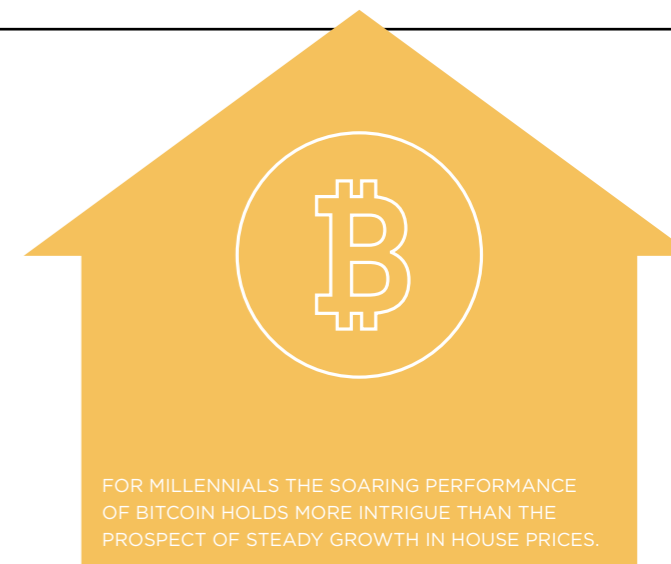 FOR MILLENNIALS THE SOARING PERFORMANCE
OF BITCOIN HOLDS MORE INTRIGUE THAN THE
PROSPECT OF STEADY GROWTH IN HOUSE PRICES.